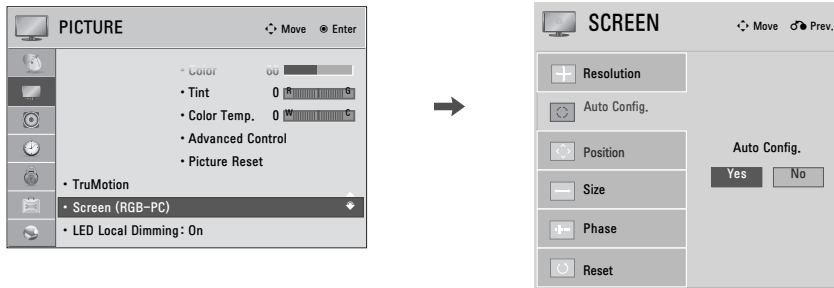 PICTURE
Move
Enter
• Color 60
• Tint 0 R G
• Color Temp. 0 W C
• Advanced Control
• Picture Reset
• TruMotion
• Screen (RGB-PC)
• LED Local Dimming : On
SCREEN
Move
Prev.
Resolution
Auto Config.
Position
Size
Phase
Reset
Auto Config.
Yes No